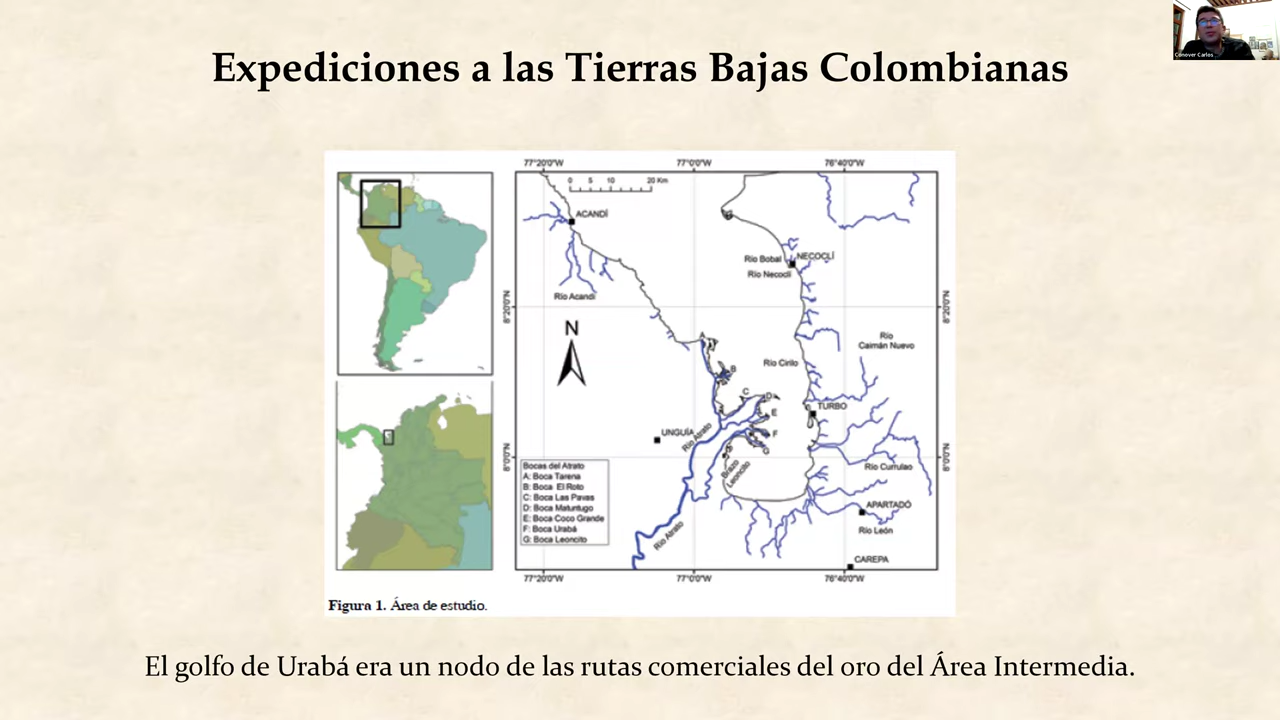 Conover Carlos
Expediciones a las Tierras Bajas Colombianas
77°20'0"W 77°0'0"W 76°40'0"W
0 5 10 20 Km
ACANDÍ
NECOCLÍ
Río Bobal
Río Necoclí
Río Acandí
8°20'0"N 8°20'0"N
N
A
Río
Caimán Nuevo
Río Cirilo
B
C
D
TURBO
E
UNGUÍA
Río Atrato
F
G
8°0'0"N 8°0'0"N
Brazo
Leoncito
Río Currulao
Bocas del Atrato
A: Boca Tarena
B: Boca El Roto
C: Boca Las Pavas
D: Boca Matuntugo
E: Boca Coco Grande
F: Boca Urabá
G: Boca Leoncito
APARTADÓ
Río León
Río Atrato
CAREPA
77°20'0"W 77°0'0"W 76°40'0"W
Figura 1. Área de estudio.
El golfo de Urabá era un nodo de las rutas comerciales del oro del Área Intermedia.